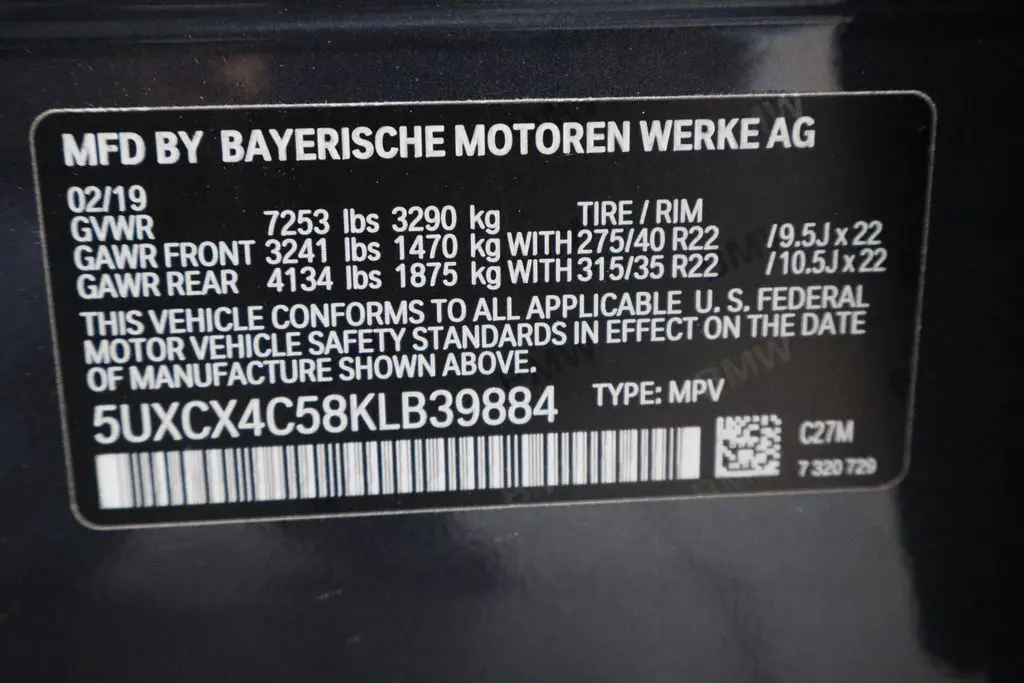 MFD BY BAYERISCHE MOTOREN WERKE AG
02/19
GVWR 7253 lbs 3290 kg TIRE / RIM
GAWR FRONT 3241 lbs 1470 kg WITH 275/40 R22 /9.5J x 22
GAWR REAR 4134 lbs 1875 kg WITH 315/35 R22 /10.5J x 22
THIS VEHICLE CONFORMS TO ALL APPLICABLE U. S. FEDERAL
MOTOR VEHICLE SAFETY STANDARDS IN EFFECT ON THE DATE
OF MANUFACTURE SHOWN ABOVE.
5UXCX4C58KLB39884 TYPE: MPV
C27M
7 320 729